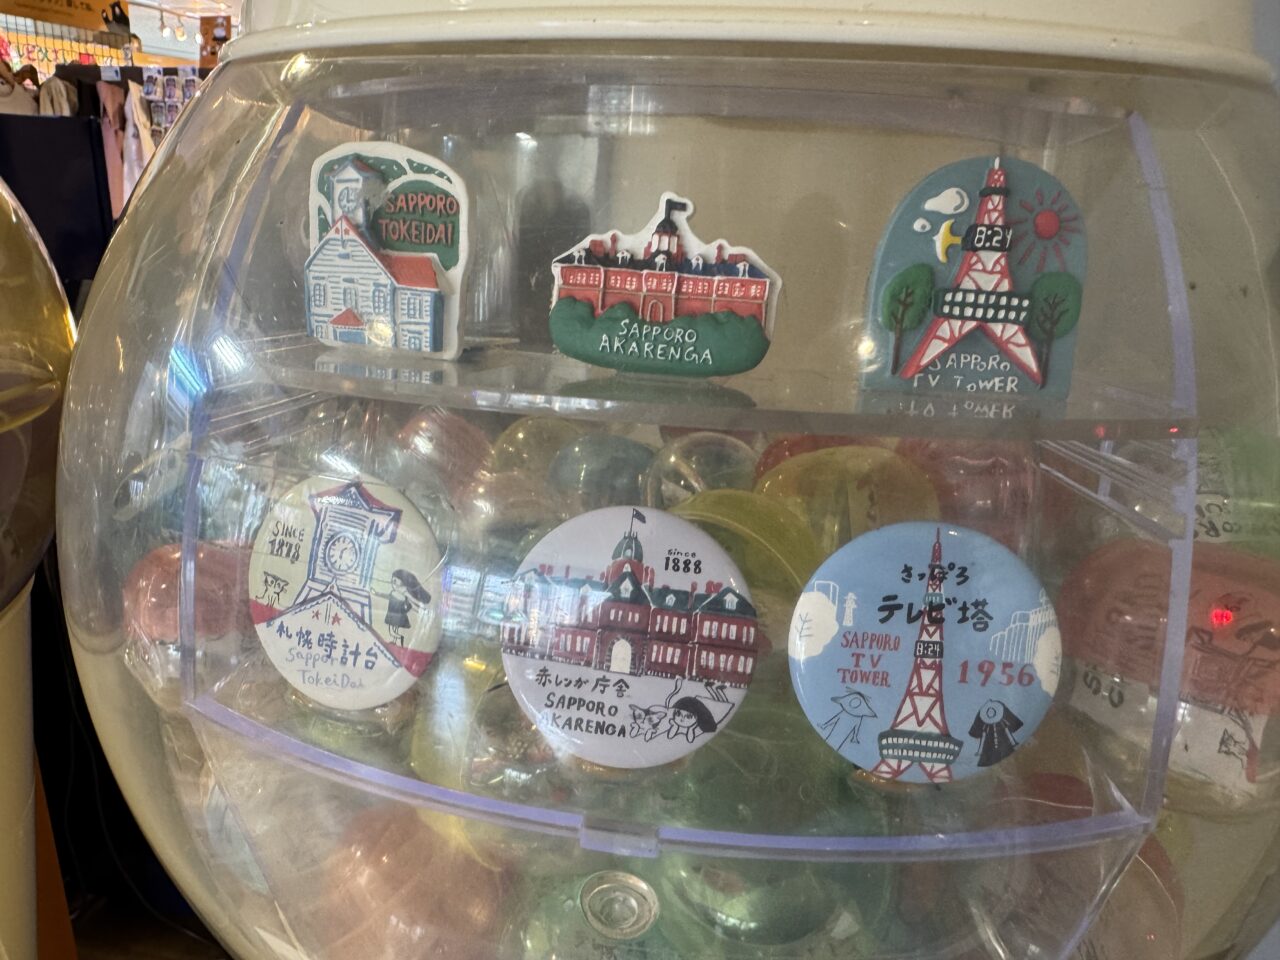 SAPPORO
TOKEIDAI
SAPPORO
AKARENGA
8:24
SAPPORO
TV TOWER
SINCE
1878
札幌時計台
Sapporo
TokeiDai
since
1888
赤レンガ庁舎
SAPPORO
AKARENGA
さっぽろ
テレビ塔
SAPPORO
TV
TOWER
8:24
1956